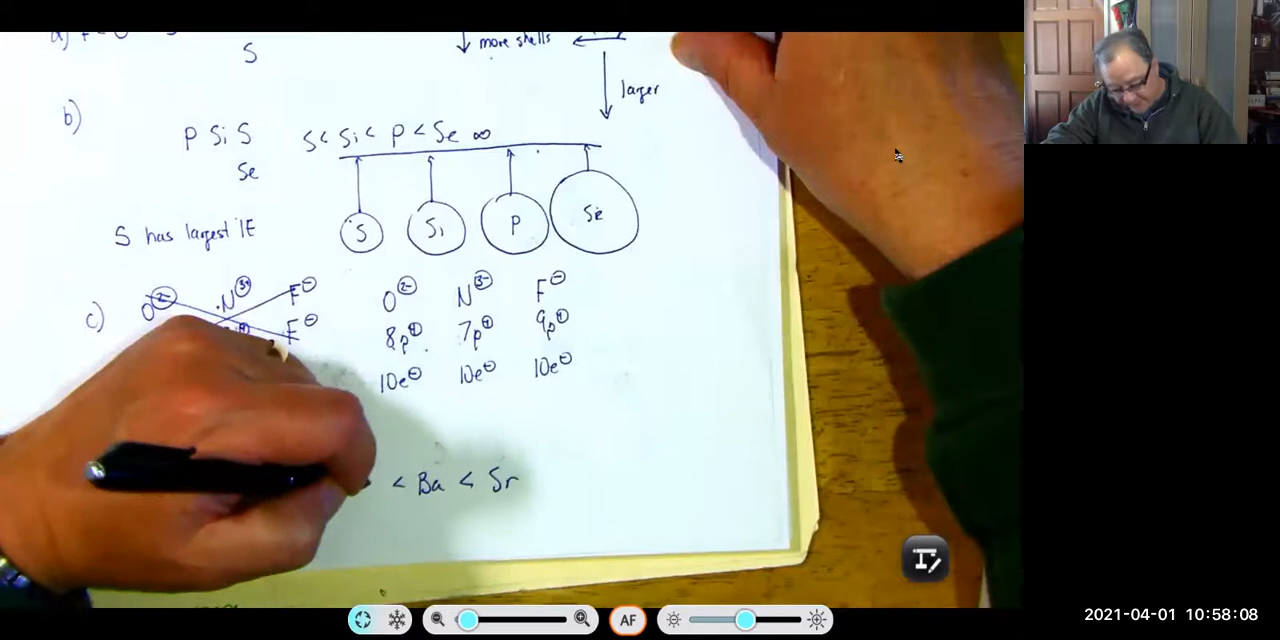 S
↓ more shells
larger
b)
P Si S
S < Si < P < Se ∞
Se
S has largest IE
S Si P Se
c) O²⁻ N³⁻ F⁻
F⁻
O²⁻ N³⁻ F⁻
8p⁺ 7p⁺ 9p⁺
10e⁻ 10e⁻ 10e⁻
< Ba < Sr
AF
2021-04-01 10:58:08